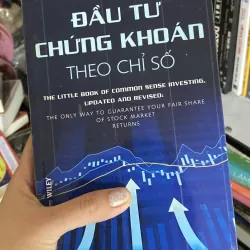 ĐẦU TƯ
CHỨNG KHOÁN
THEO CHỈ SỐ
THE LITTLE BOOK OF COMMON SENSE INVESTING,
UPDATED AND REVISED:
THE ONLY WAY TO GUARANTEE YOUR FAIR SHARE
OF STOCK MARKET
RETURNS
WILEY